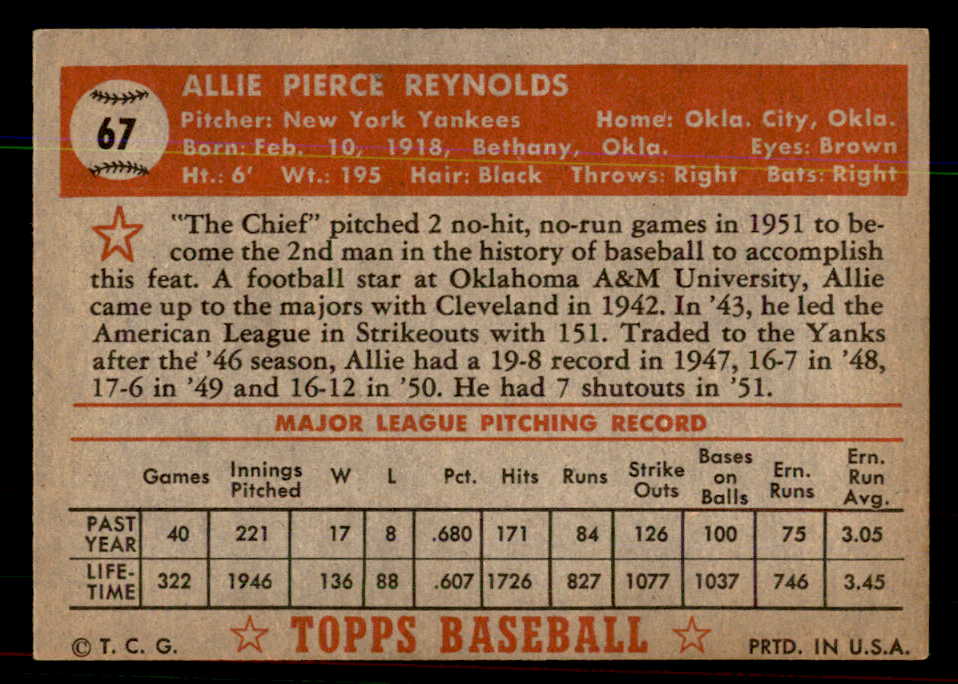 67
ALLIE PIERCE REYNOLDS
Pitcher: New York Yankees Home: Okla. City, Okla.
Born: Feb. 10, 1918, Bethany, Okla. Eyes: Brown
Ht.: 6' Wt.: 195 Hair: Black Throws: Right Bats: Right
"The Chief" pitched 2 no-hit, no-run games in 1951 to be-
come the 2nd man in the history of baseball to accomplish
this feat. A football star at Oklahoma A&M University, Allie
came up to the majors with Cleveland in 1942. In '43, he led the
American League in Strikeouts with 151. Traded to the Yanks
after the '46 season, Allie had a 19-8 record in 1947, 16-7 in '48,
17-6 in '49 and 16-12 in '50. He had 7 shutouts in '51.
MAJOR LEAGUE PITCHING RECORD
Games Innings Pitched W L Pct. Hits Runs Strike Outs Bases on Balls Ern. Runs Ern. Run Avg.
PAST YEAR 40 221 17 8 .680 171 84 126 100 75 3.05
LIFE-TIME 322 1946 136 88 .607 1726 827 1077 1037 746 3.45
© T. C. G. TOPPS BASEBALL PRTD. IN U.S.A.